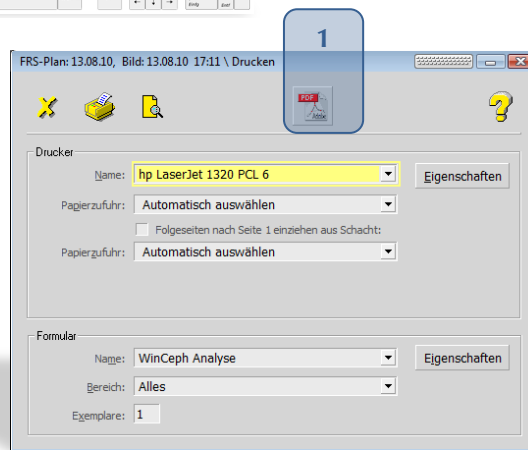 1
FRS-Plan: 13.08.10, Bild: 13.08.10 17:11 \ Drucken
PDF
Adobe
?
Drucker
Name: hp LaserJet 1320 PCL 6 Eigenschaften
Papierzufuhr: Automatisch auswählen
Folgeseiten nach Seite 1 einziehen aus Schacht:
Papierzufuhr: Automatisch auswählen
Formular
Name: WinCeph Analyse Eigenschaften
Bereich: Alles
Exemplare: 1